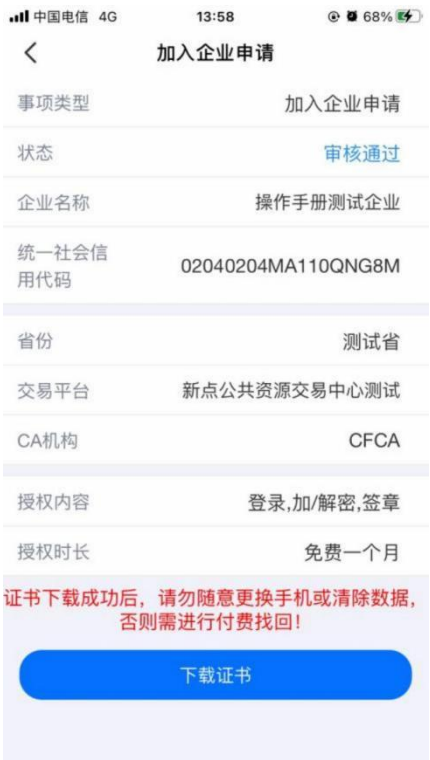 中国电信 4G 13:58 68%
加入企业申请
事项类型 加入企业申请
状态 审核通过
企业名称 操作手册测试企业
统一社会信
用代码 02040204MA110QNG8M
省份 测试省
交易平台 新点公共资源交易中心测试
CA机构 CFCA
授权内容 登录,加/解密,签章
授权时长 免费一个月
证书下载成功后，请勿随意更换手机或清除数据，
否则需进行付费找回！
下载证书